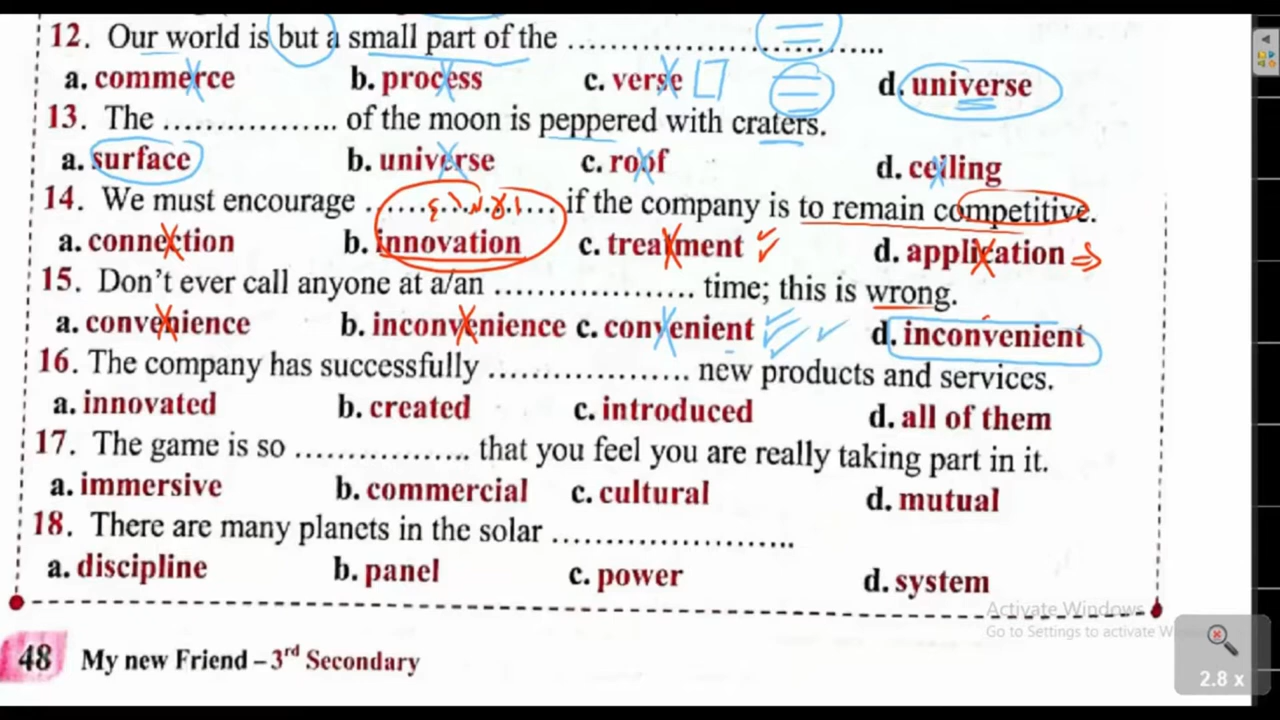 12. Our world is but a small part of the ....................................
a. commerce b. process c. verse d. universe
13. The ................. of the moon is peppered with craters.
a. surface b. universe c. roof d. ceiling
14. We must encourage .................... if the company is to remain competitive.
a. connection b. innovation c. treatment d. application
15. Don't ever call anyone at a/an .................... time; this is wrong.
a. convenience b. inconvenience c. convenient d. inconvenient
16. The company has successfully .................... new products and services.
a. innovated b. created c. introduced d. all of them
17. The game is so ................. that you feel you are really taking part in it.
a. immersive b. commercial c. cultural d. mutual
18. There are many planets in the solar ........................
a. discipline b. panel c. power d. system
Activate Windows
Go to Settings to activate
48 My new Friend – 3rd Secondary
2.8 x